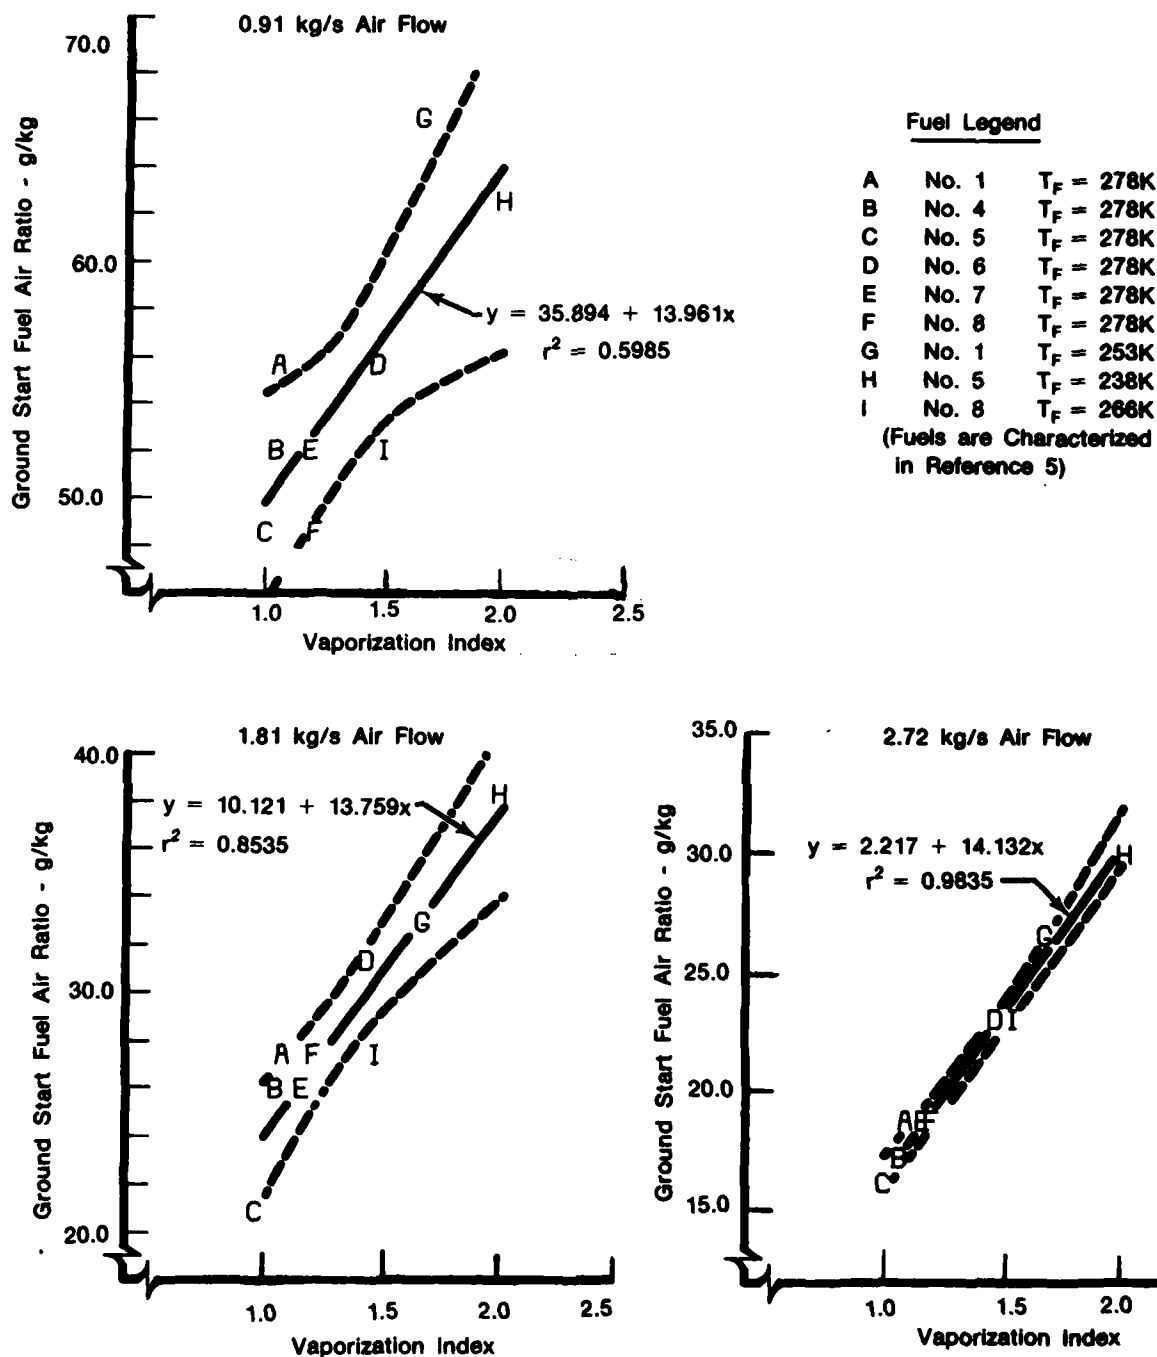 0.91 kg/s Air Flow
70.0
60.0
50.0
Ground Start Fuel Air Ratio - g/kg
G
H
A
D
B
E
I
C
F
y = 35.894 + 13.961x
r² = 0.5985
1.0 1.5 2.0 2.5
Vaporization Index
Fuel Legend
A No. 1 T_F = 278K
B No. 4 T_F = 278K
C No. 5 T_F = 278K
D No. 6 T_F = 278K
E No. 7 T_F = 278K
F No. 8 T_F = 278K
G No. 1 T_F = 253K
H No. 5 T_F = 238K
I No. 8 T_F = 266K
(Fuels are Characterized
in Reference 5)
1.81 kg/s Air Flow
40.0
30.0
20.0
Ground Start Fuel Air Ratio - g/kg
y = 10.121 + 13.759x
r² = 0.8535
H
G
D
A F I
B E
C
1.0 1.5 2.0 2.5
Vaporization Index
2.72 kg/s Air Flow
35.0
30.0
25.0
20.0
15.0
Ground Start Fuel Air Ratio - g/kg
y = 2.217 + 14.132x
r² = 0.9835
H
G
D I
A E F
B
C
1.0 1.5 2.0
Vaporization Index